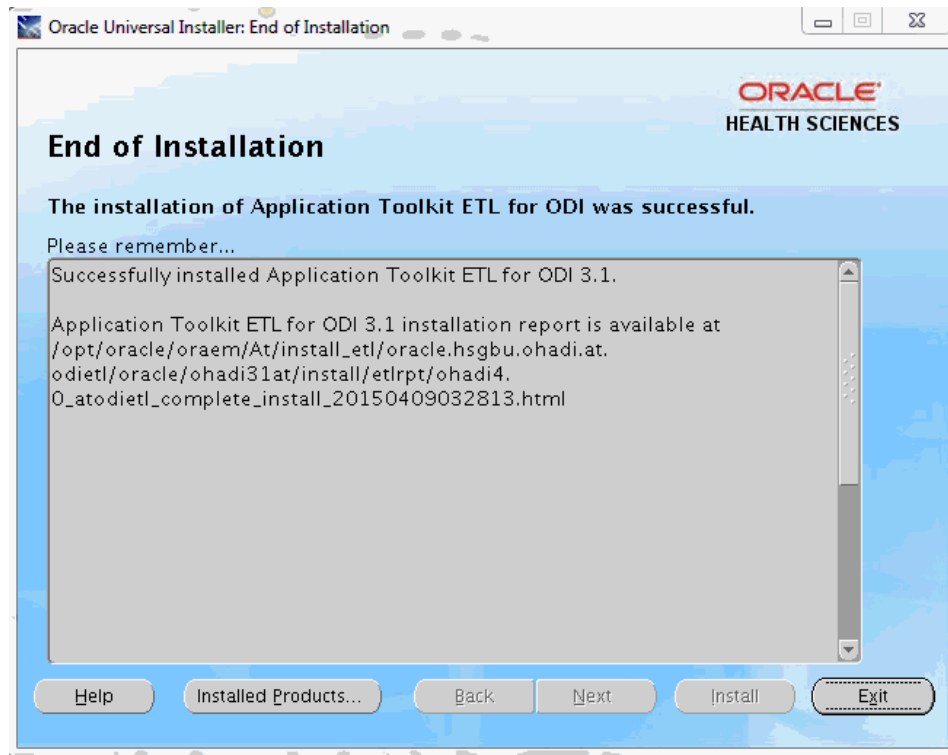 Oracle Universal Installer: End of Installation
ORACLE
HEALTH SCIENCES
End of Installation
The installation of Application Toolkit ETL for ODI was successful.
Please remember...
Successfully installed Application Toolkit ETL for ODI 3.1.
Application Toolkit ETL for ODI 3.1 installation report is available at
/opt/oracle/oraem/At/install_etl/oracle.hsgbu.ohadi.at.
odietl/oracle/ohadi31at/install/etlrpt/ohadi4.
0_atodietl_complete_install_20150409032813.html
Help
Installed Products...
Back
Next
Install
Exit